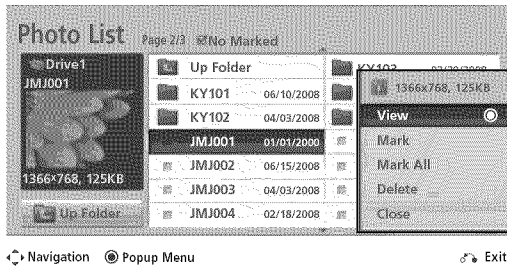 Photo List Page 2/3 No Marked
Drive1
JMJ001
1366x768, 125KB
Up Folder
Up Folder
KY101 06/10/2008
KY102 04/03/2008
JMJ001 01/01/2000
JMJ002 06/15/2008
JMJ003 04/03/2008
JMJ004 02/18/2008
KY103
1366x768, 125KB
View
Mark
Mark All
Delete
Close
Navigation Popup Menu Exit